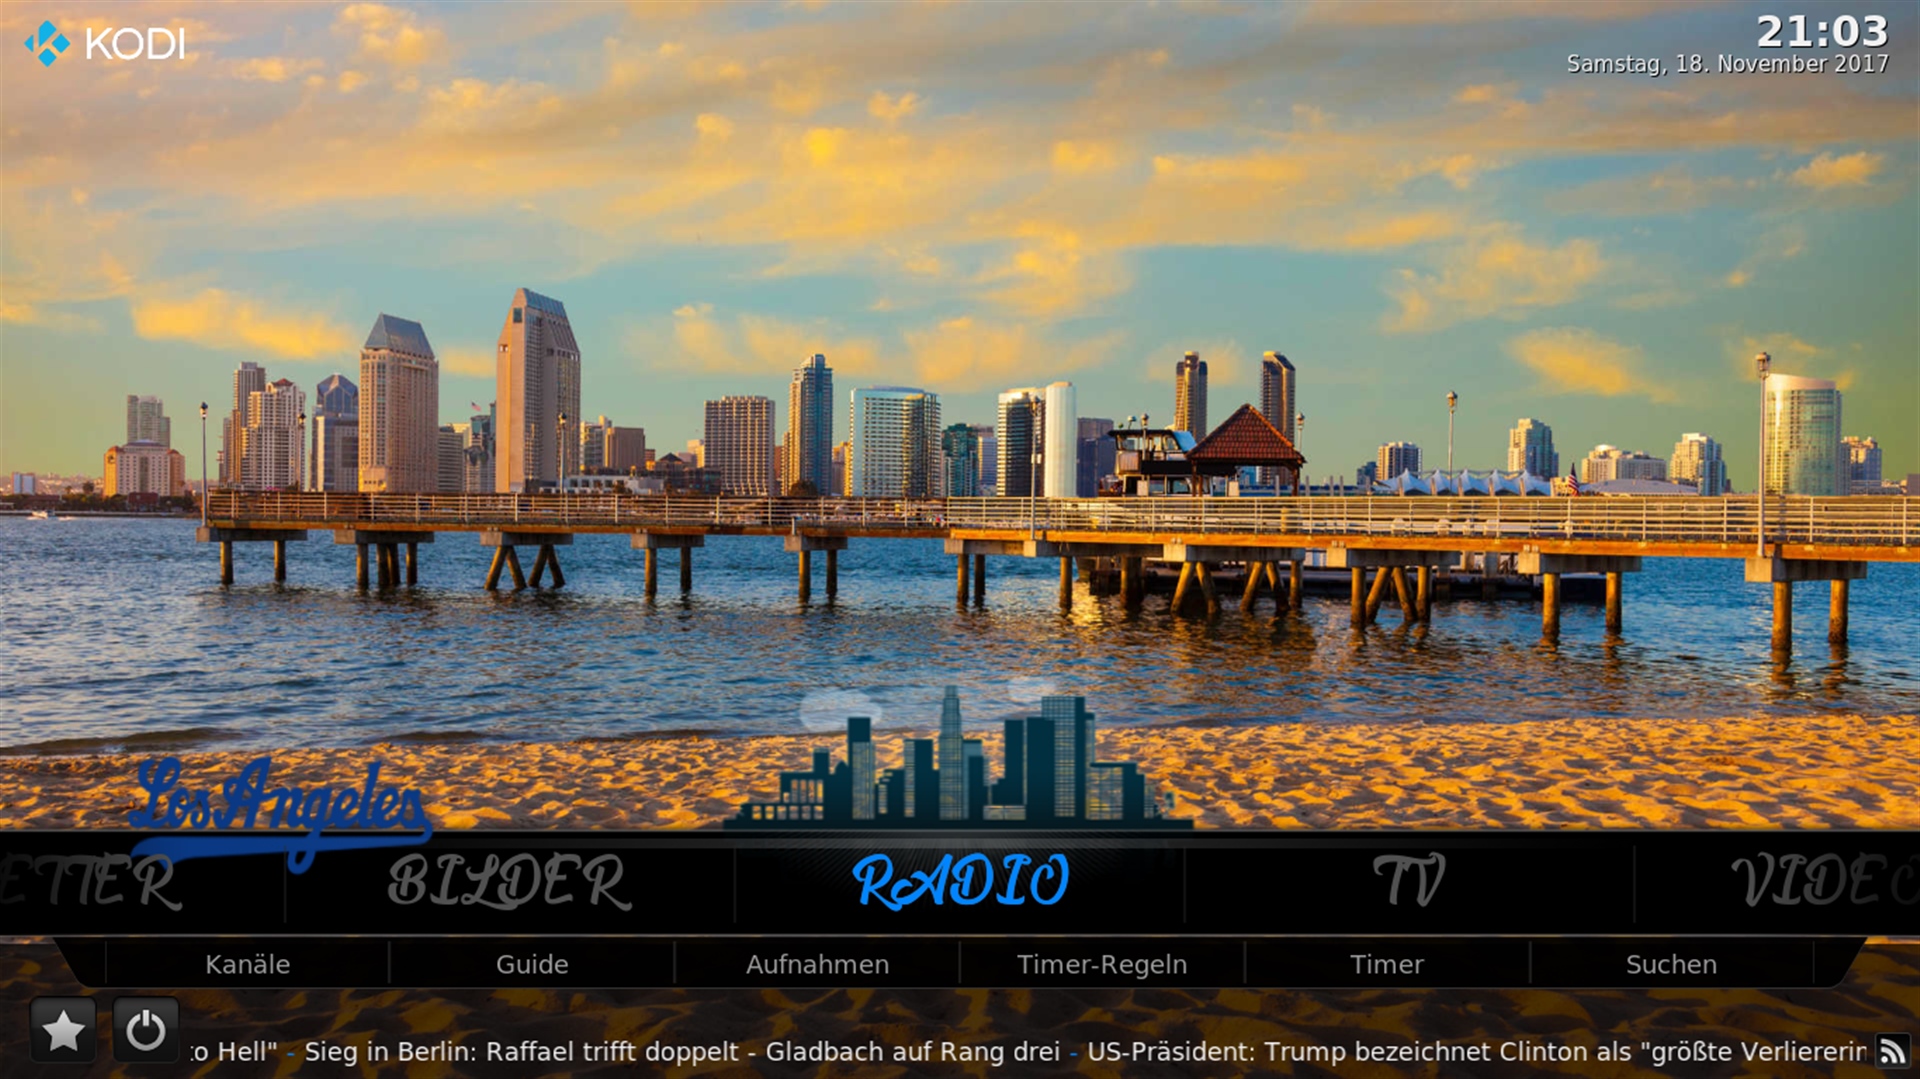 KODI
21:03
Samstag, 18. November 2017
Los Angeles
ETTER BILDER RADIO TV VIDEO
Kanäle Guide Aufnahmen Timer-Regeln Timer Suchen
to Hell" - Sieg in Berlin: Raffael trifft doppelt - Gladbach auf Rang drei - US-Präsident: Trump bezeichnet Clinton als "größte Verliererin